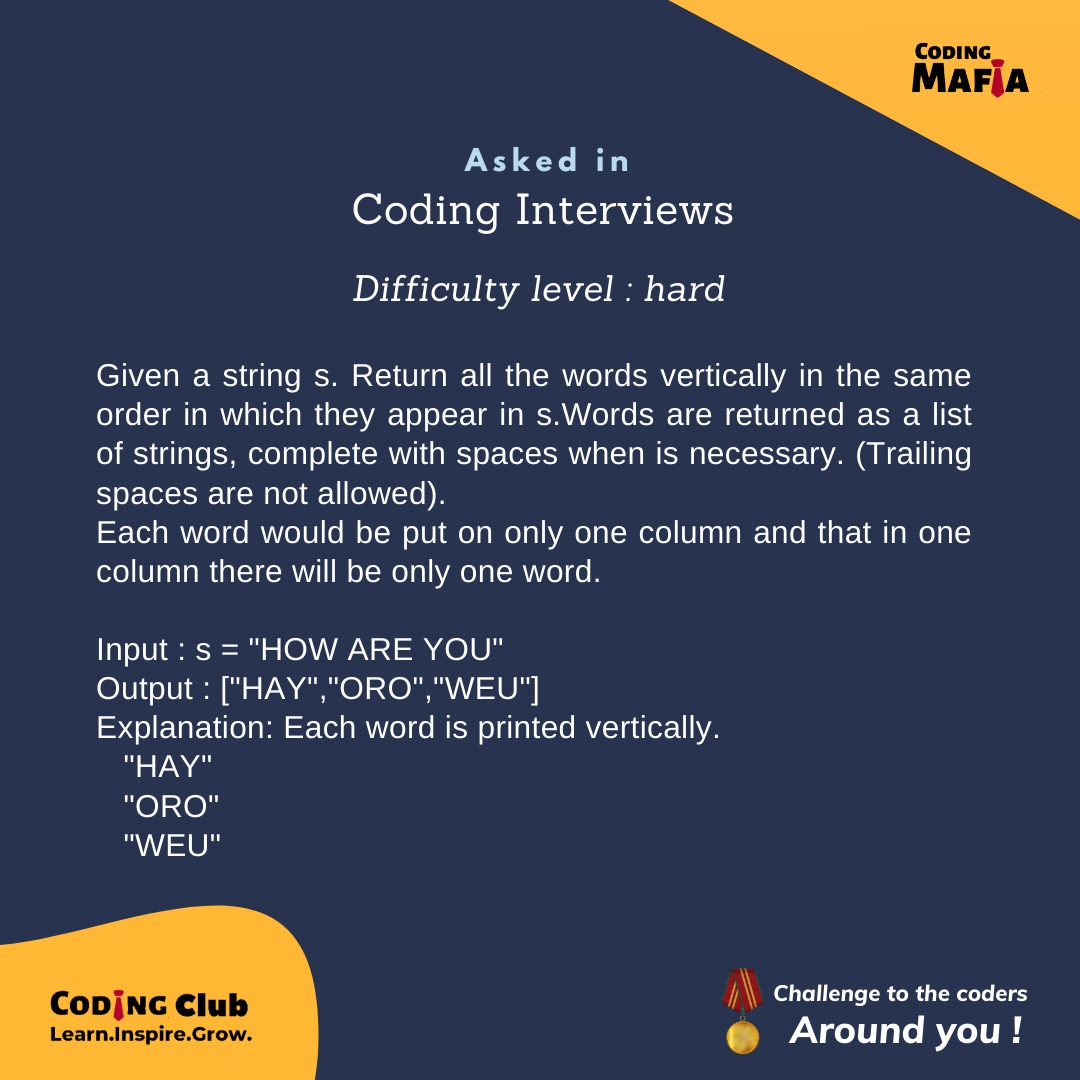 CODING
MAFiA
Asked in
Coding Interviews
Difficulty level : hard
Given a string s. Return all the words vertically in the same
order in which they appear in s.Words are returned as a list
of strings, complete with spaces when is necessary. (Trailing
spaces are not allowed).
Each word would be put on only one column and that in one
column there will be only one word.
Input : s = "HOW ARE YOU"
Output : ["HAY","ORO","WEU"]
Explanation: Each word is printed vertically.
"HAY"
"ORO"
"WEU"
CODiNG Club
Learn.Inspire.Grow.
Challenge to the coders
Around you !